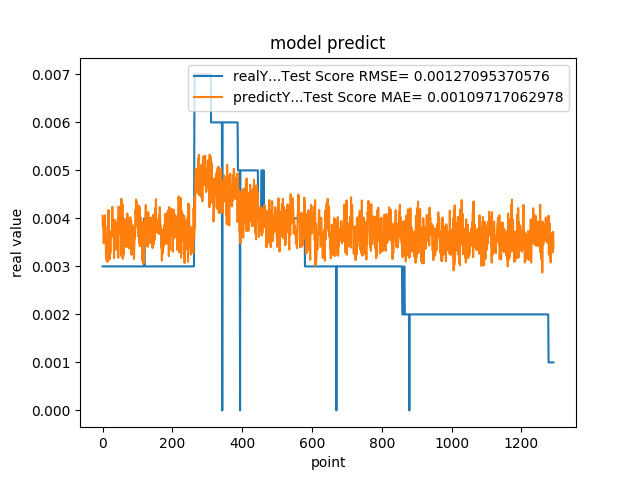 model predict
realY...Test Score RMSE= 0.00127095370576
predictY...Test Score MAE= 0.00109717062978
0.007
0.006
0.005
0.004
0.003
0.002
0.001
0.000
real value
0 200 400 600 800 1000 1200
point